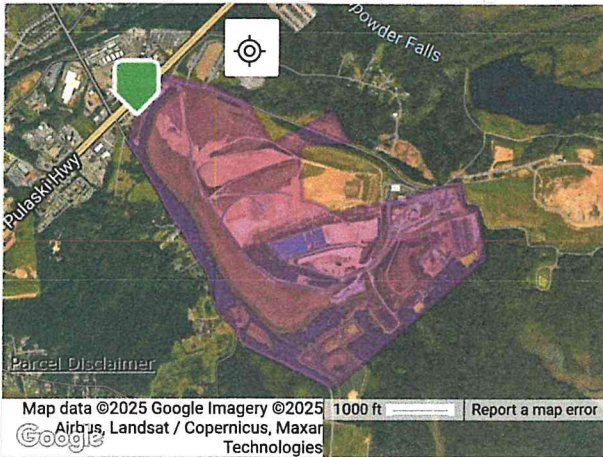 powder Falls
Pulaski Hwy
Parcel Disclaimer
Map data ©2025 Google Imagery ©2025
Airbus, Landsat / Copernicus, Maxar
Technologies
Google
1000 ft
Report a map error